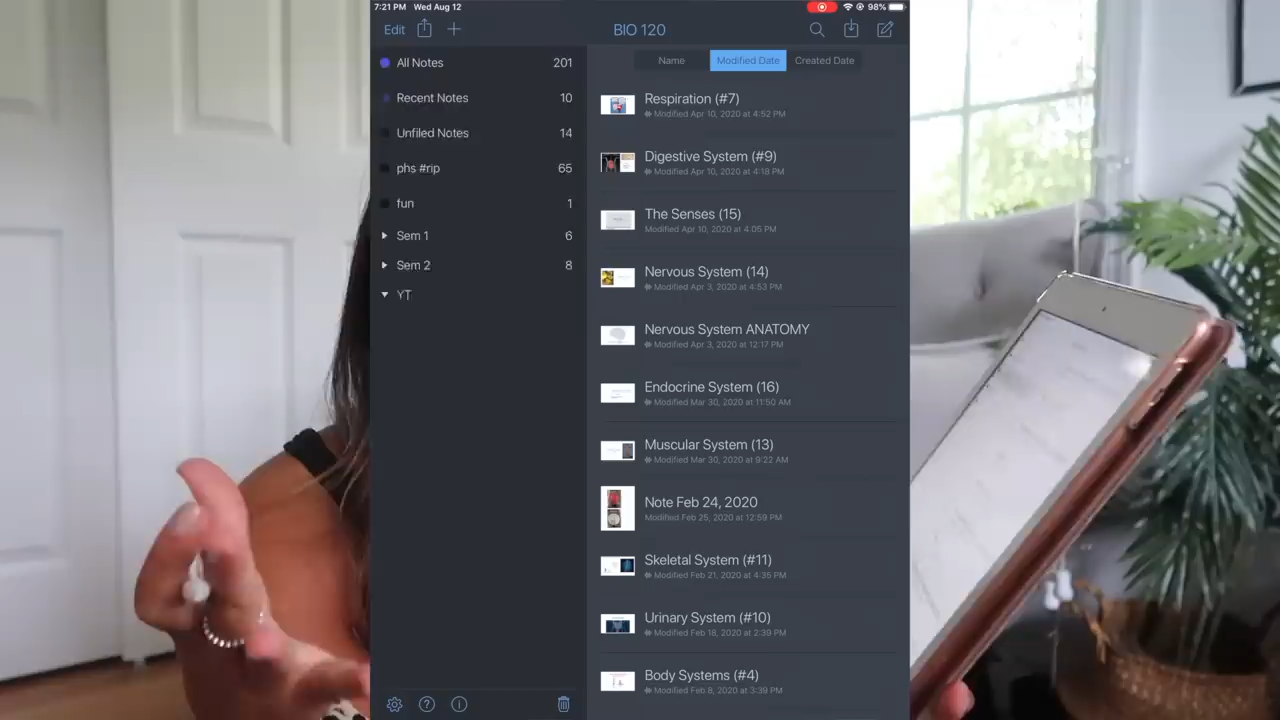 7:21 PM Wed Aug 12
98%
Edit
BIO 120
Name
Modified Date
Created Date
All Notes 201
Recent Notes 10
Unfiled Notes 14
phs #rip 65
fun 1
Sem 1 6
Sem 2 8
YT
Respiration (#7)
Modified Apr 10, 2020 at 4:52 PM
Digestive System (#9)
Modified Apr 10, 2020 at 4:18 PM
The Senses (15)
Modified Apr 10, 2020 at 4:05 PM
Nervous System (14)
Modified Apr 3, 2020 at 4:53 PM
Nervous System ANATOMY
Modified Apr 3, 2020 at 12:17 PM
Endocrine System (16)
Modified Mar 30, 2020 at 11:50 AM
Muscular System (13)
Modified Mar 30, 2020 at 9:22 AM
Note Feb 24, 2020
Modified Feb 25, 2020 at 12:59 PM
Skeletal System (#11)
Modified Feb 21, 2020 at 4:35 PM
Urinary System (#10)
Modified Feb 18, 2020 at 2:39 PM
Body Systems (#4)
Modified Feb 8, 2020 at 3:39 PM